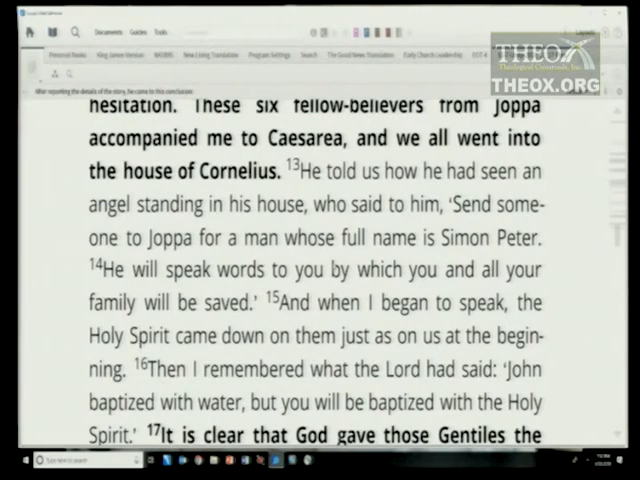 Documents Guides Tools
Layouts
Personal Books King James Version NASB95 New Living Translation Program Settings Search The Good News Translation Early Church Leadership
THEOX
THEOX.ORG
After reporting the details of the story, he came to this conclusion:
hesitation. These six fellow-believers from Joppa
accompanied me to Caesarea, and we all went into
the house of Cornelius. 13He told us how he had seen an
angel standing in his house, who said to him, ‘Send some-
one to Joppa for a man whose full name is Simon Peter.
14He will speak words to you by which you and all your
family will be saved.’ 15And when I began to speak, the
Holy Spirit came down on them just as on us at the begin-
ning. 16Then I remembered what the Lord had said: ‘John
baptized with water, but you will be baptized with the Holy
Spirit.’ 17It is clear that God gave those Gentiles the
Type here to search